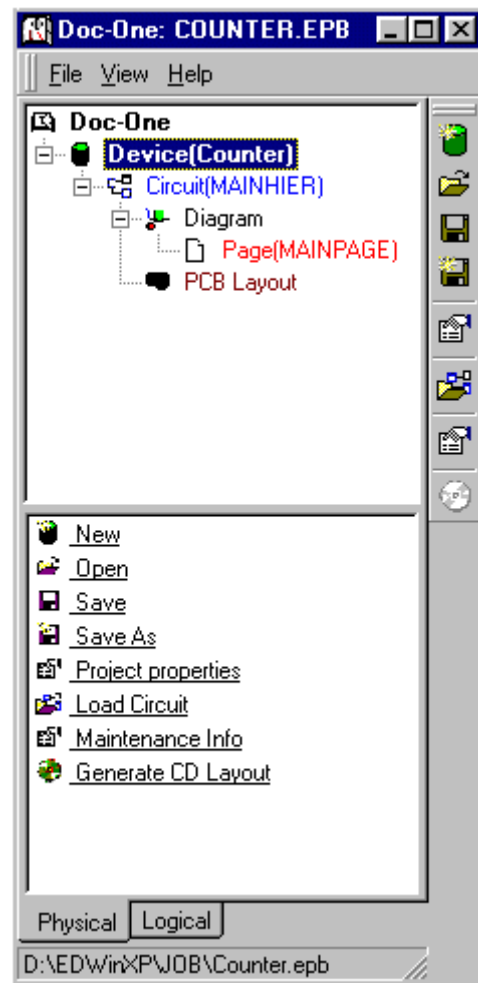 Doc-One: COUNTER.EPB
File View Help
Doc-One
Device(Counter)
Circuit(MAINHIER)
Diagram
Page(MAINPAGE)
PCB Layout
New
Open
Save
Save As
Project properties
Load Circuit
Maintenance Info
Generate CD Layout
Physical Logical
D:\EDWinXP\JOB\Counter.epb